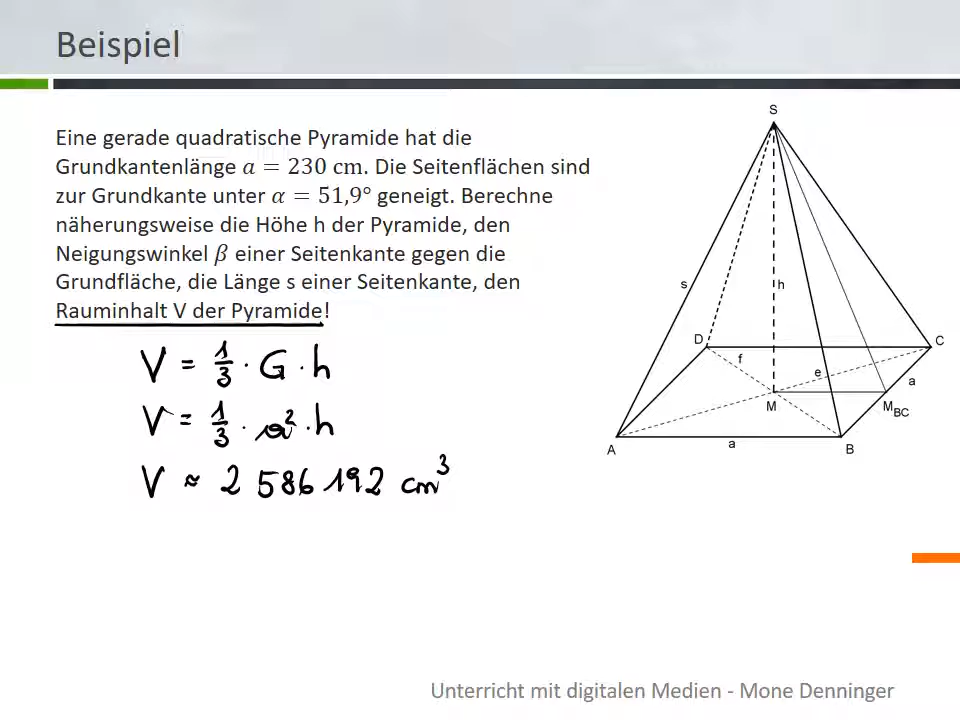 Beispiel
Eine gerade quadratische Pyramide hat die
Grundkantenlänge a = 230 cm. Die Seitenflächen sind
zur Grundkante unter α = 51,9° geneigt. Berechne
näherungsweise die Höhe h der Pyramide, den
Neigungswinkel β einer Seitenkante gegen die
Grundfläche, die Länge s einer Seitenkante, den
Rauminhalt V der Pyramide!
V = 1/3 · G · h
V = 1/3 · a² · h
V ≈ 2 586 192 cm³
S
s
h
D
C
f
e
a
M
M_BC
A
a
B
Unterricht mit digitalen Medien - Mone Denninger